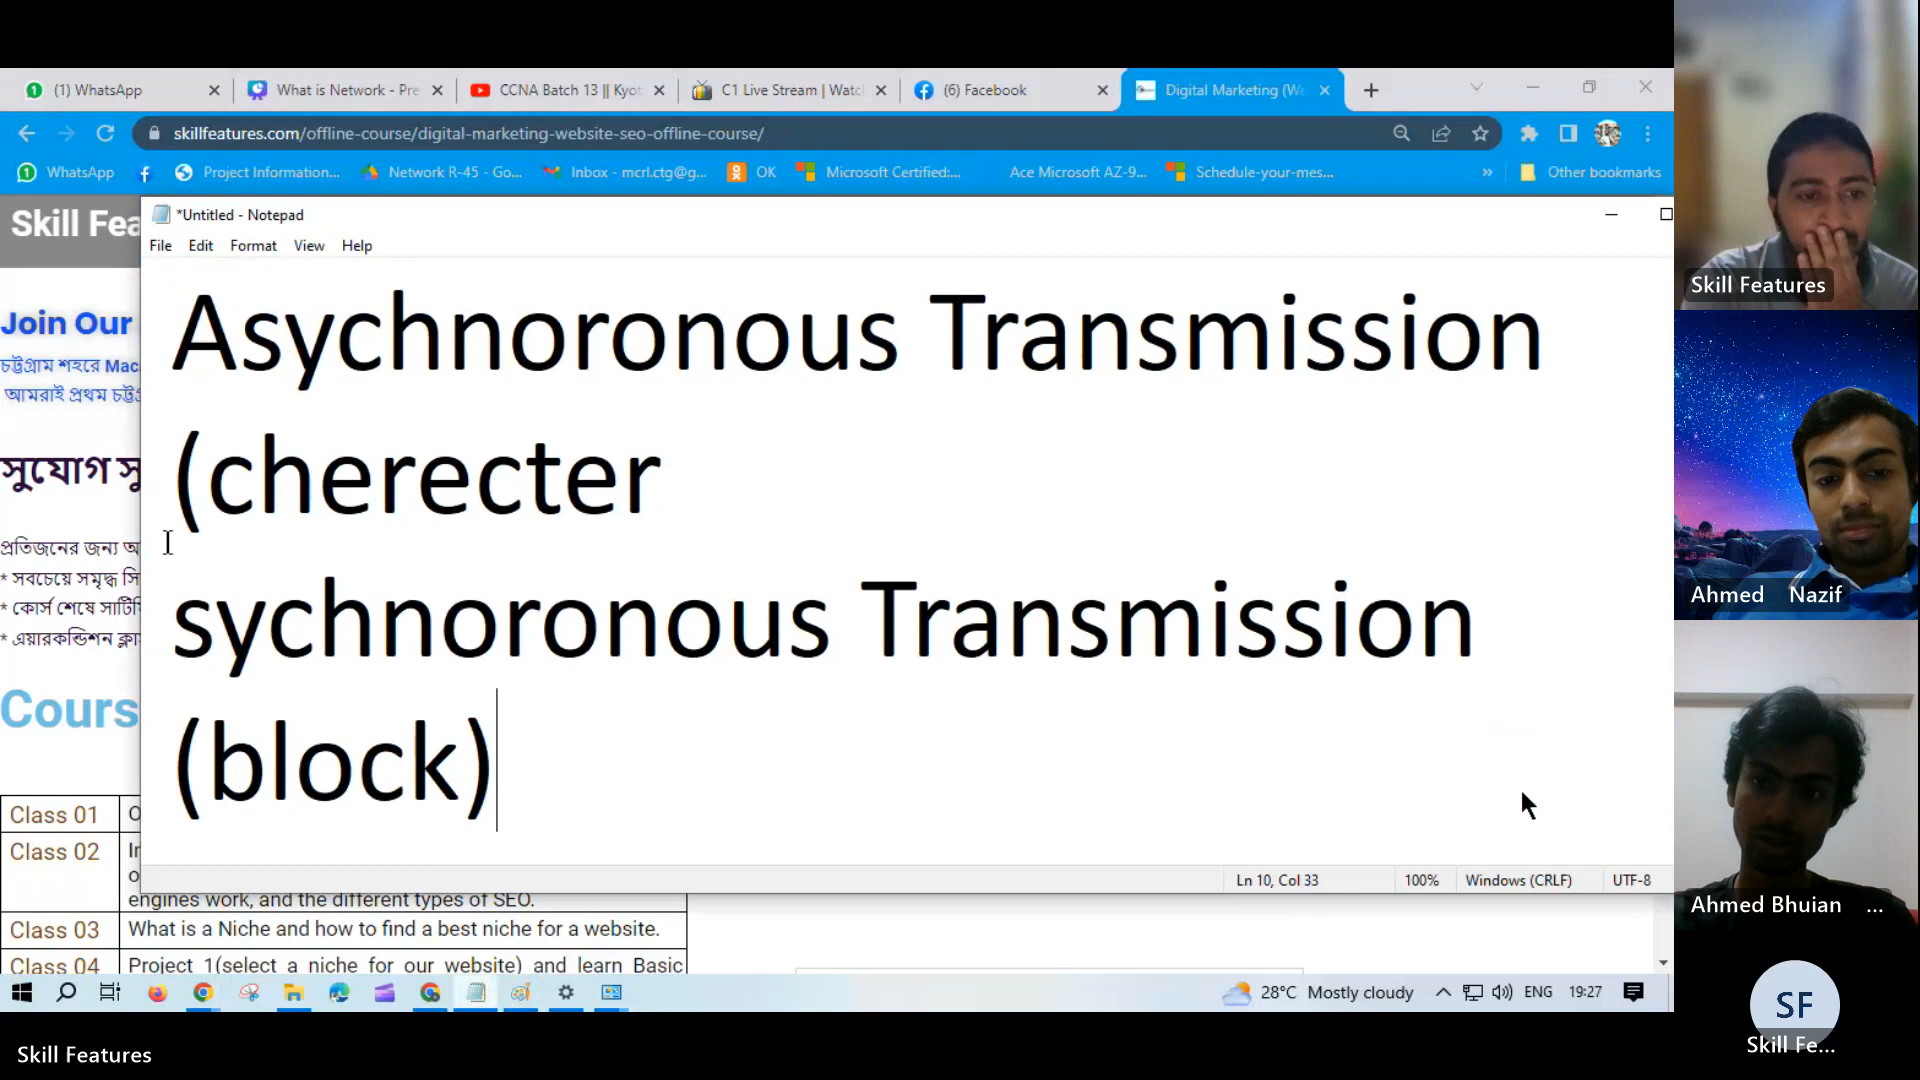 (1) WhatsApp
What is Network - Pre
CCNA Batch 13 || Kyot
C1 Live Stream | Watc
(6) Facebook
Digital Marketing (We
skillfeatures.com/offline-course/digital-marketing-website-seo-offline-course/
WhatsApp
Project Information...
Network R-45 - Go...
Inbox - mcrl.ctg@g...
OK
Microsoft Certified:...
Ace Microsoft AZ-9...
Schedule-your-mes...
»
Other bookmarks
Skill Fea
*Untitled - Notepad
File Edit Format View Help
Asychnoronous Transmission
(cherecter
sychnoronous Transmission
(block)
Join Our
চট্টগ্রাম শহরে Mac
আমরাই প্রথম
সুযোগ সু
প্রতিজনের জন্য
* সবচেয়ে সমৃদ্ধ সি
* কোর্স শেষে সার্টি
* এয়ারকন্ডিশন ক্লা
Cours
Class 01
Class 02
engines work, and the different types of SEO.
Class 03 What is a Niche and how to find a best niche for a website.
Class 04 Project 1(select a niche for our website) and learn Basic
Ln 10, Col 33
100%
Windows (CRLF)
UTF-8
28°C Mostly cloudy
ENG
19:27
Skill Features
Ahmed Nazif
Ahmed Bhuian ...
SF
Skill Fe...
Skill Features